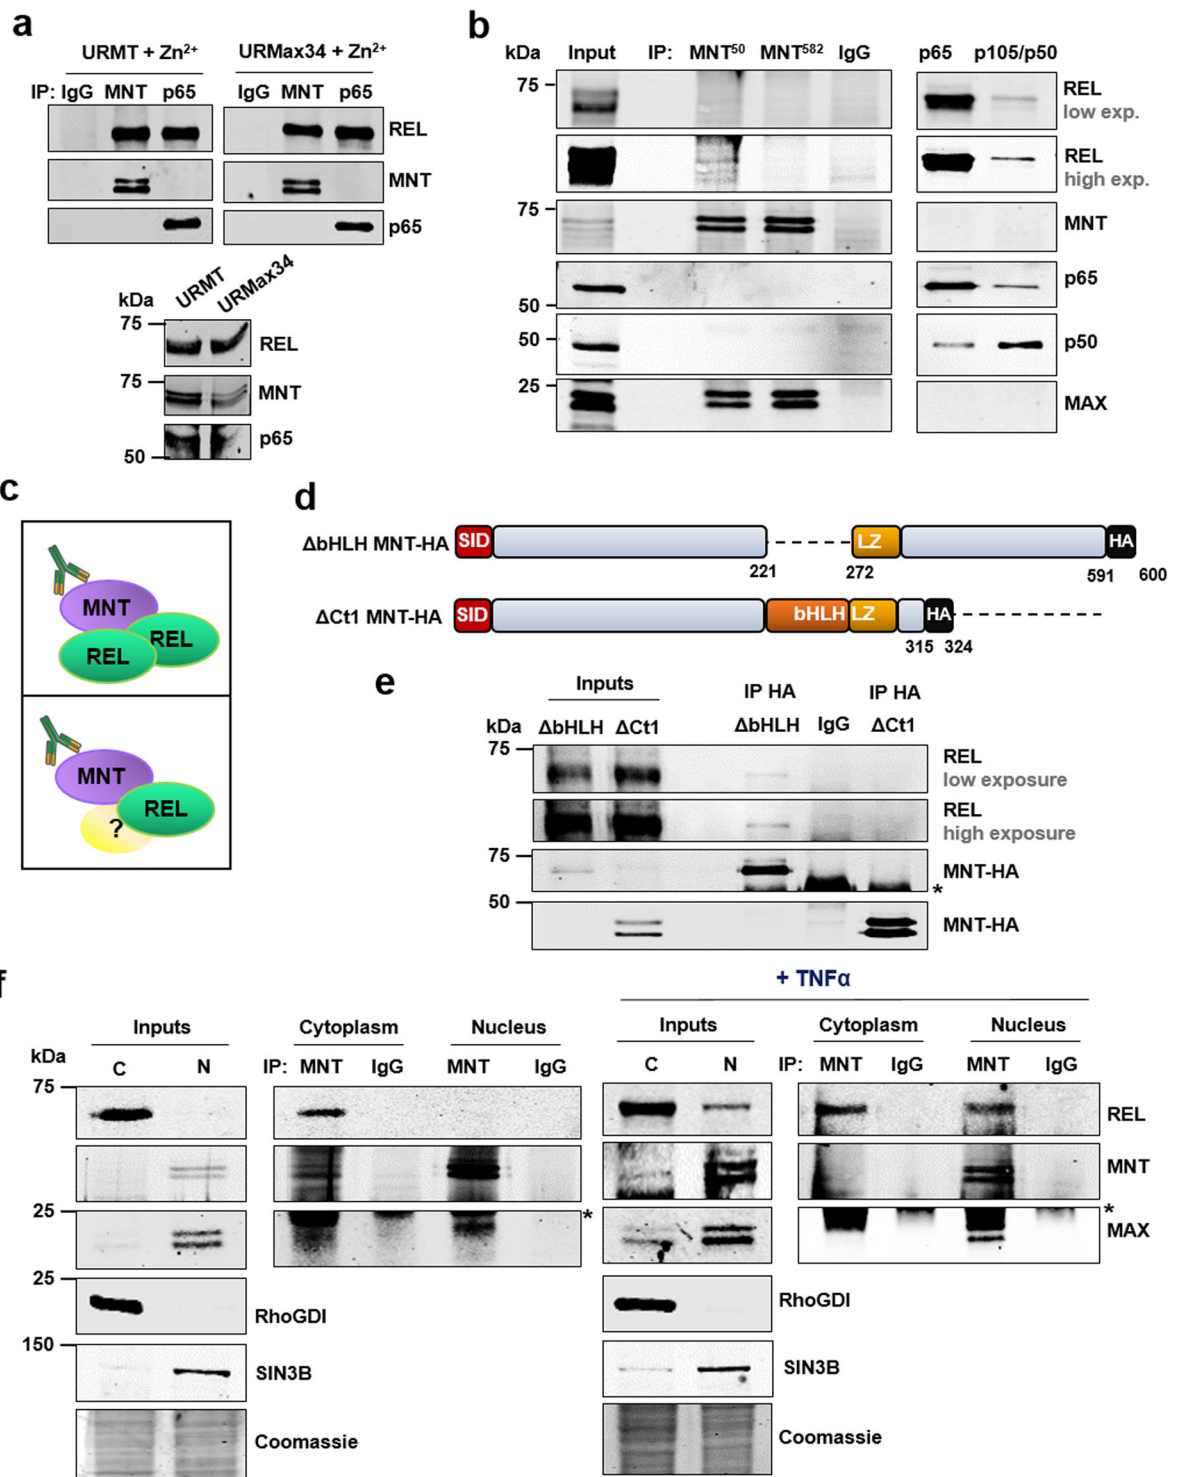 a
URMT + Zn²⁺ URMax34 + Zn²⁺
IP: IgG MNT p65 IgG MNT p65
REL
MNT
p65
kDa URMT URMax34
75
REL
75
MNT
p65
50
b
kDa Input IP: MNT⁵⁰ MNT⁵⁸² IgG p65 p105/p50
75
REL
low exp.
REL
high exp.
75
MNT
p65
50
50
p50
25
MAX
c
MNT
REL
REL
MNT
REL
?
d
ΔbHLH MNT-HA SID LZ HA
221 272 591 600
ΔCt1 MNT-HA SID bHLH LZ HA
315 324
e
Inputs IP HA IP HA
kDa ΔbHLH ΔCt1 ΔbHLH IgG ΔCt1
75
REL
low exposure
REL
high exposure
75
MNT-HA
*
50
MNT-HA
f
+ TNFα
Inputs Cytoplasm Nucleus Inputs Cytoplasm Nucleus
kDa C N IP: MNT IgG MNT IgG C N IP: MNT IgG MNT IgG
75
REL
MNT
25 * *
MAX
25
RhoGDI RhoGDI
150
SIN3B SIN3B
Coomassie Coomassie